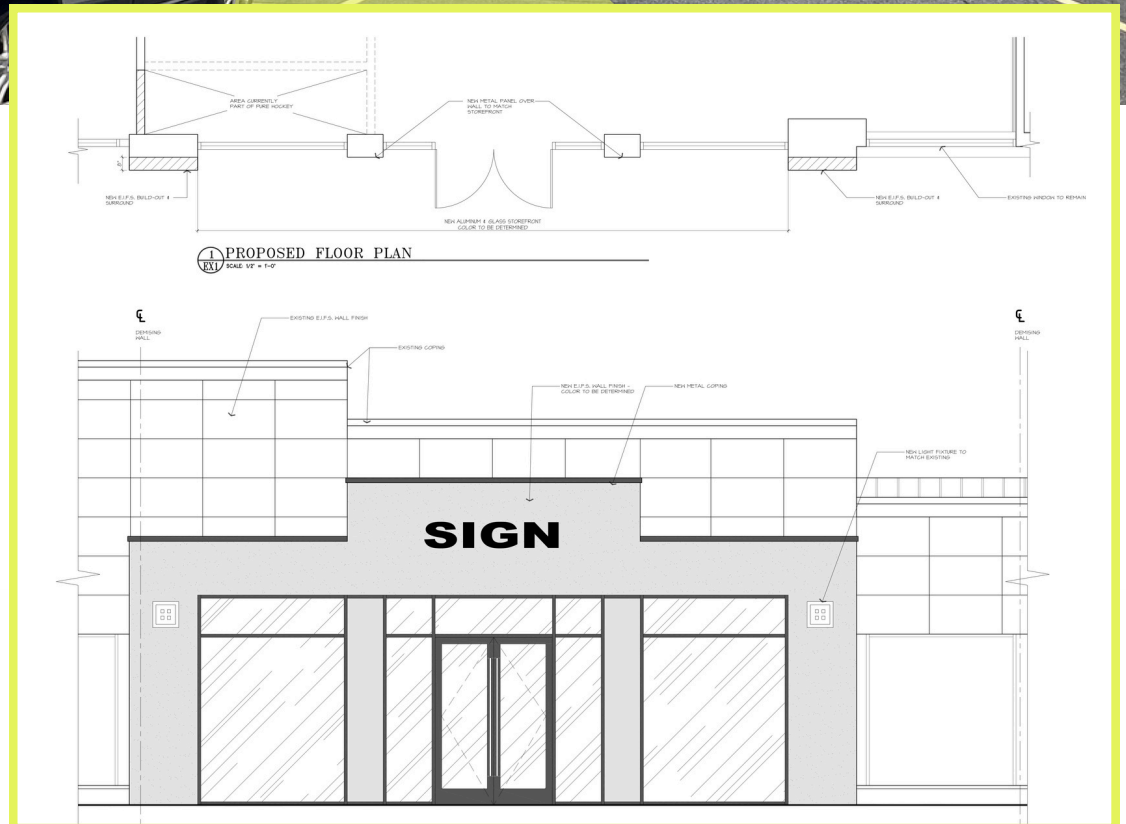 AREA CURRENTLY
PART OF PURE HOCKEY
NEW METAL PANEL OVER
WALL TO MATCH
STOREFRONT
8"
NEW E.I.F.S. BUILD-OUT &
SURROUND
NEW ALUMINUM & GLASS STOREFRONT
COLOR TO BE DETERMINED
NEW E.I.F.S. BUILD-OUT &
SURROUND
EXISTING WINDOW TO REMAIN
1
EX1
PROPOSED FLOOR PLAN
SCALE: 1/2" = 1'-0"
CL
DEMISING
WALL
EXISTING E.I.F.S. WALL FINISH
EXISTING COPING
NEW E.I.F.S. WALL FINISH -
COLOR TO BE DETERMINED
NEW METAL COPING
CL
DEMISING
WALL
NEW LIGHT FIXTURE TO
MATCH EXISTING
SIGN